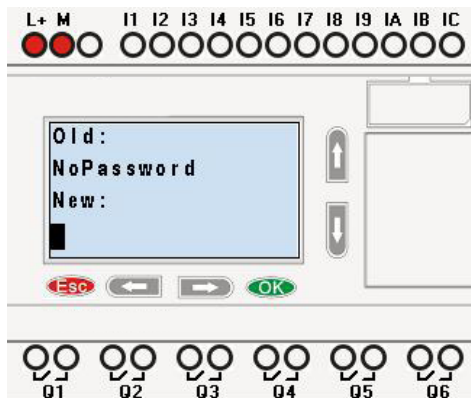 L+ M I1 I2 I3 I4 I5 I6 I7 I8 I9 IA IB IC
Old:
NoPassword
New:
Esc OK
Q1 Q2 Q3 Q4 Q5 Q6